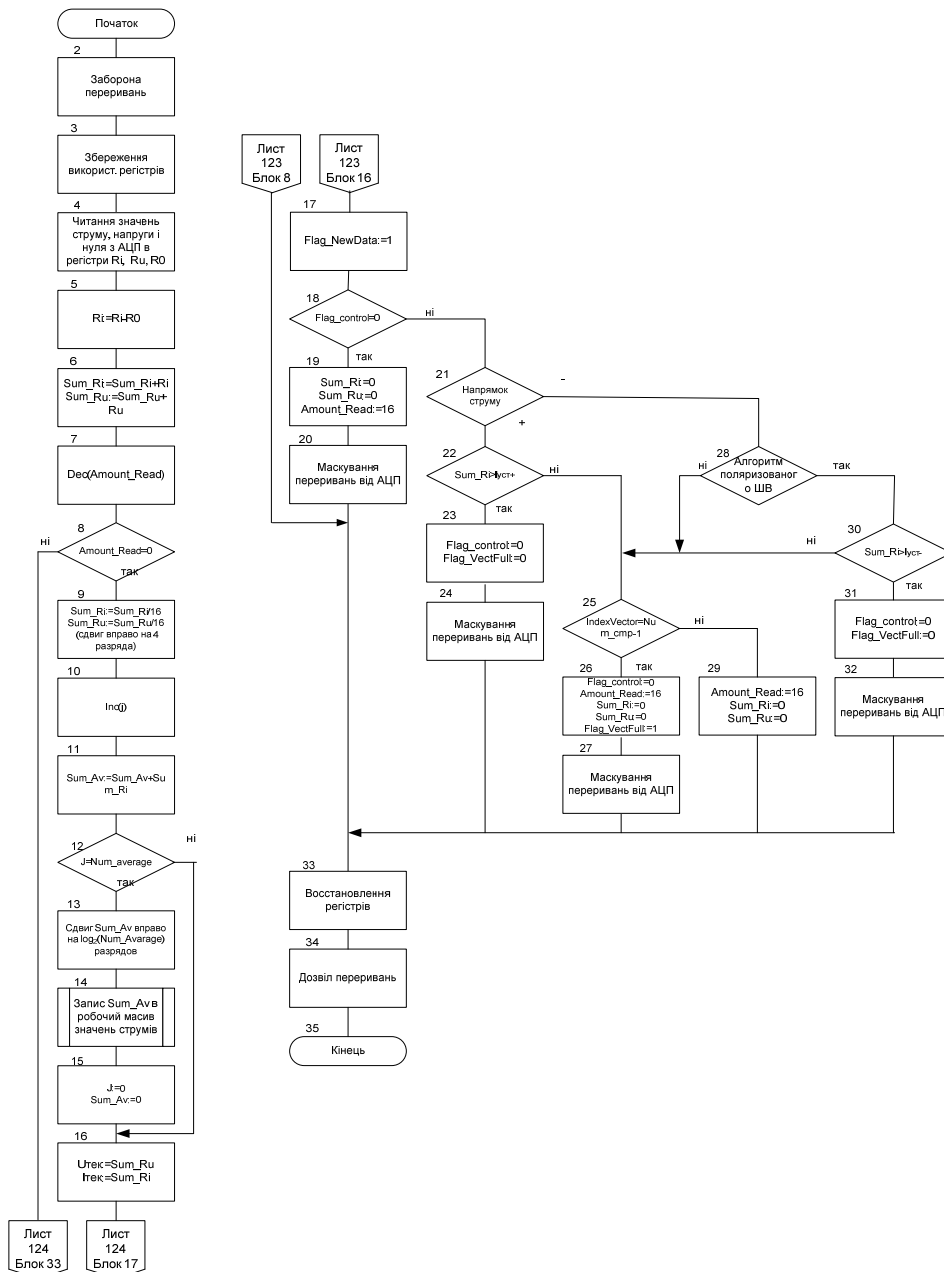 Початок
2
Заборона
переривань
3
Збереження
використ. регістрів
4
Читання значень
струму, напруги і
нуля з АЦП в
регістри Ri, Ru, R0
5
Ri:=Ri-R0
6
Sum_Ri:=Sum_Ri+Ri
Sum_Ru:=Sum_Ru+
Ru
7
Dec(Amount_Read)
8
ні
Amount_Read=0
так
9
Sum_Ri:=Sum_Ri/16
Sum_Ru:=Sum_Ru/16
(сдвиг вправо на 4
разряда)
10
Inc(j)
11
Sum_Av:=Sum_Av+Su
m_Ri
ні
12
J=Num_average
так
13
Сдвиг Sum_Av вправо
на log2(Num_Avarage)
разрядов
14
Запис Sum_Av в
робочий масив
значень струмів
15
J:=0
Sum_Av:=0
16
Uтек:=Sum_Ru
Iтек:=Sum_Ri
Лист
124
Блок 33
Лист
124
Блок 17
Лист
123
Блок 8
Лист
123
Блок 16
17
Flag_NewData:=1
18
Flag_control=0
ні
так
19
Sum_Ri:=0
Sum_Ru:=0
Amount_Read:=16
20
Маскування
переривань від АЦП
21
Напрямок
струму
-
+
22
Sum_Ri>Iуст+
ні
так
23
Flag_control:=0
Flag_VectFull:=0
24
Маскування
переривань від АЦП
25
IndexVector=Nu
m_cmp-1
ні
так
26
Flag_control:=0
Amount_Read:=16
Sum_Ri:=0
Sum_Ru:=0
Flag_VectFull:=1
27
Маскування
переривань від АЦП
28
ні
Алгоритм
поляризованог
о ШВ
так
29
Amount_Read:=16
Sum_Ri:=0
Sum_Ru:=0
30
ні
Sum_Ri>Iуст-
так
31
Flag_control:=0
Flag_VectFull:=0
32
Маскування
переривань від АЦП
33
Восстановлення
регістрів
34
Дозвіл переривань
35
Кінець